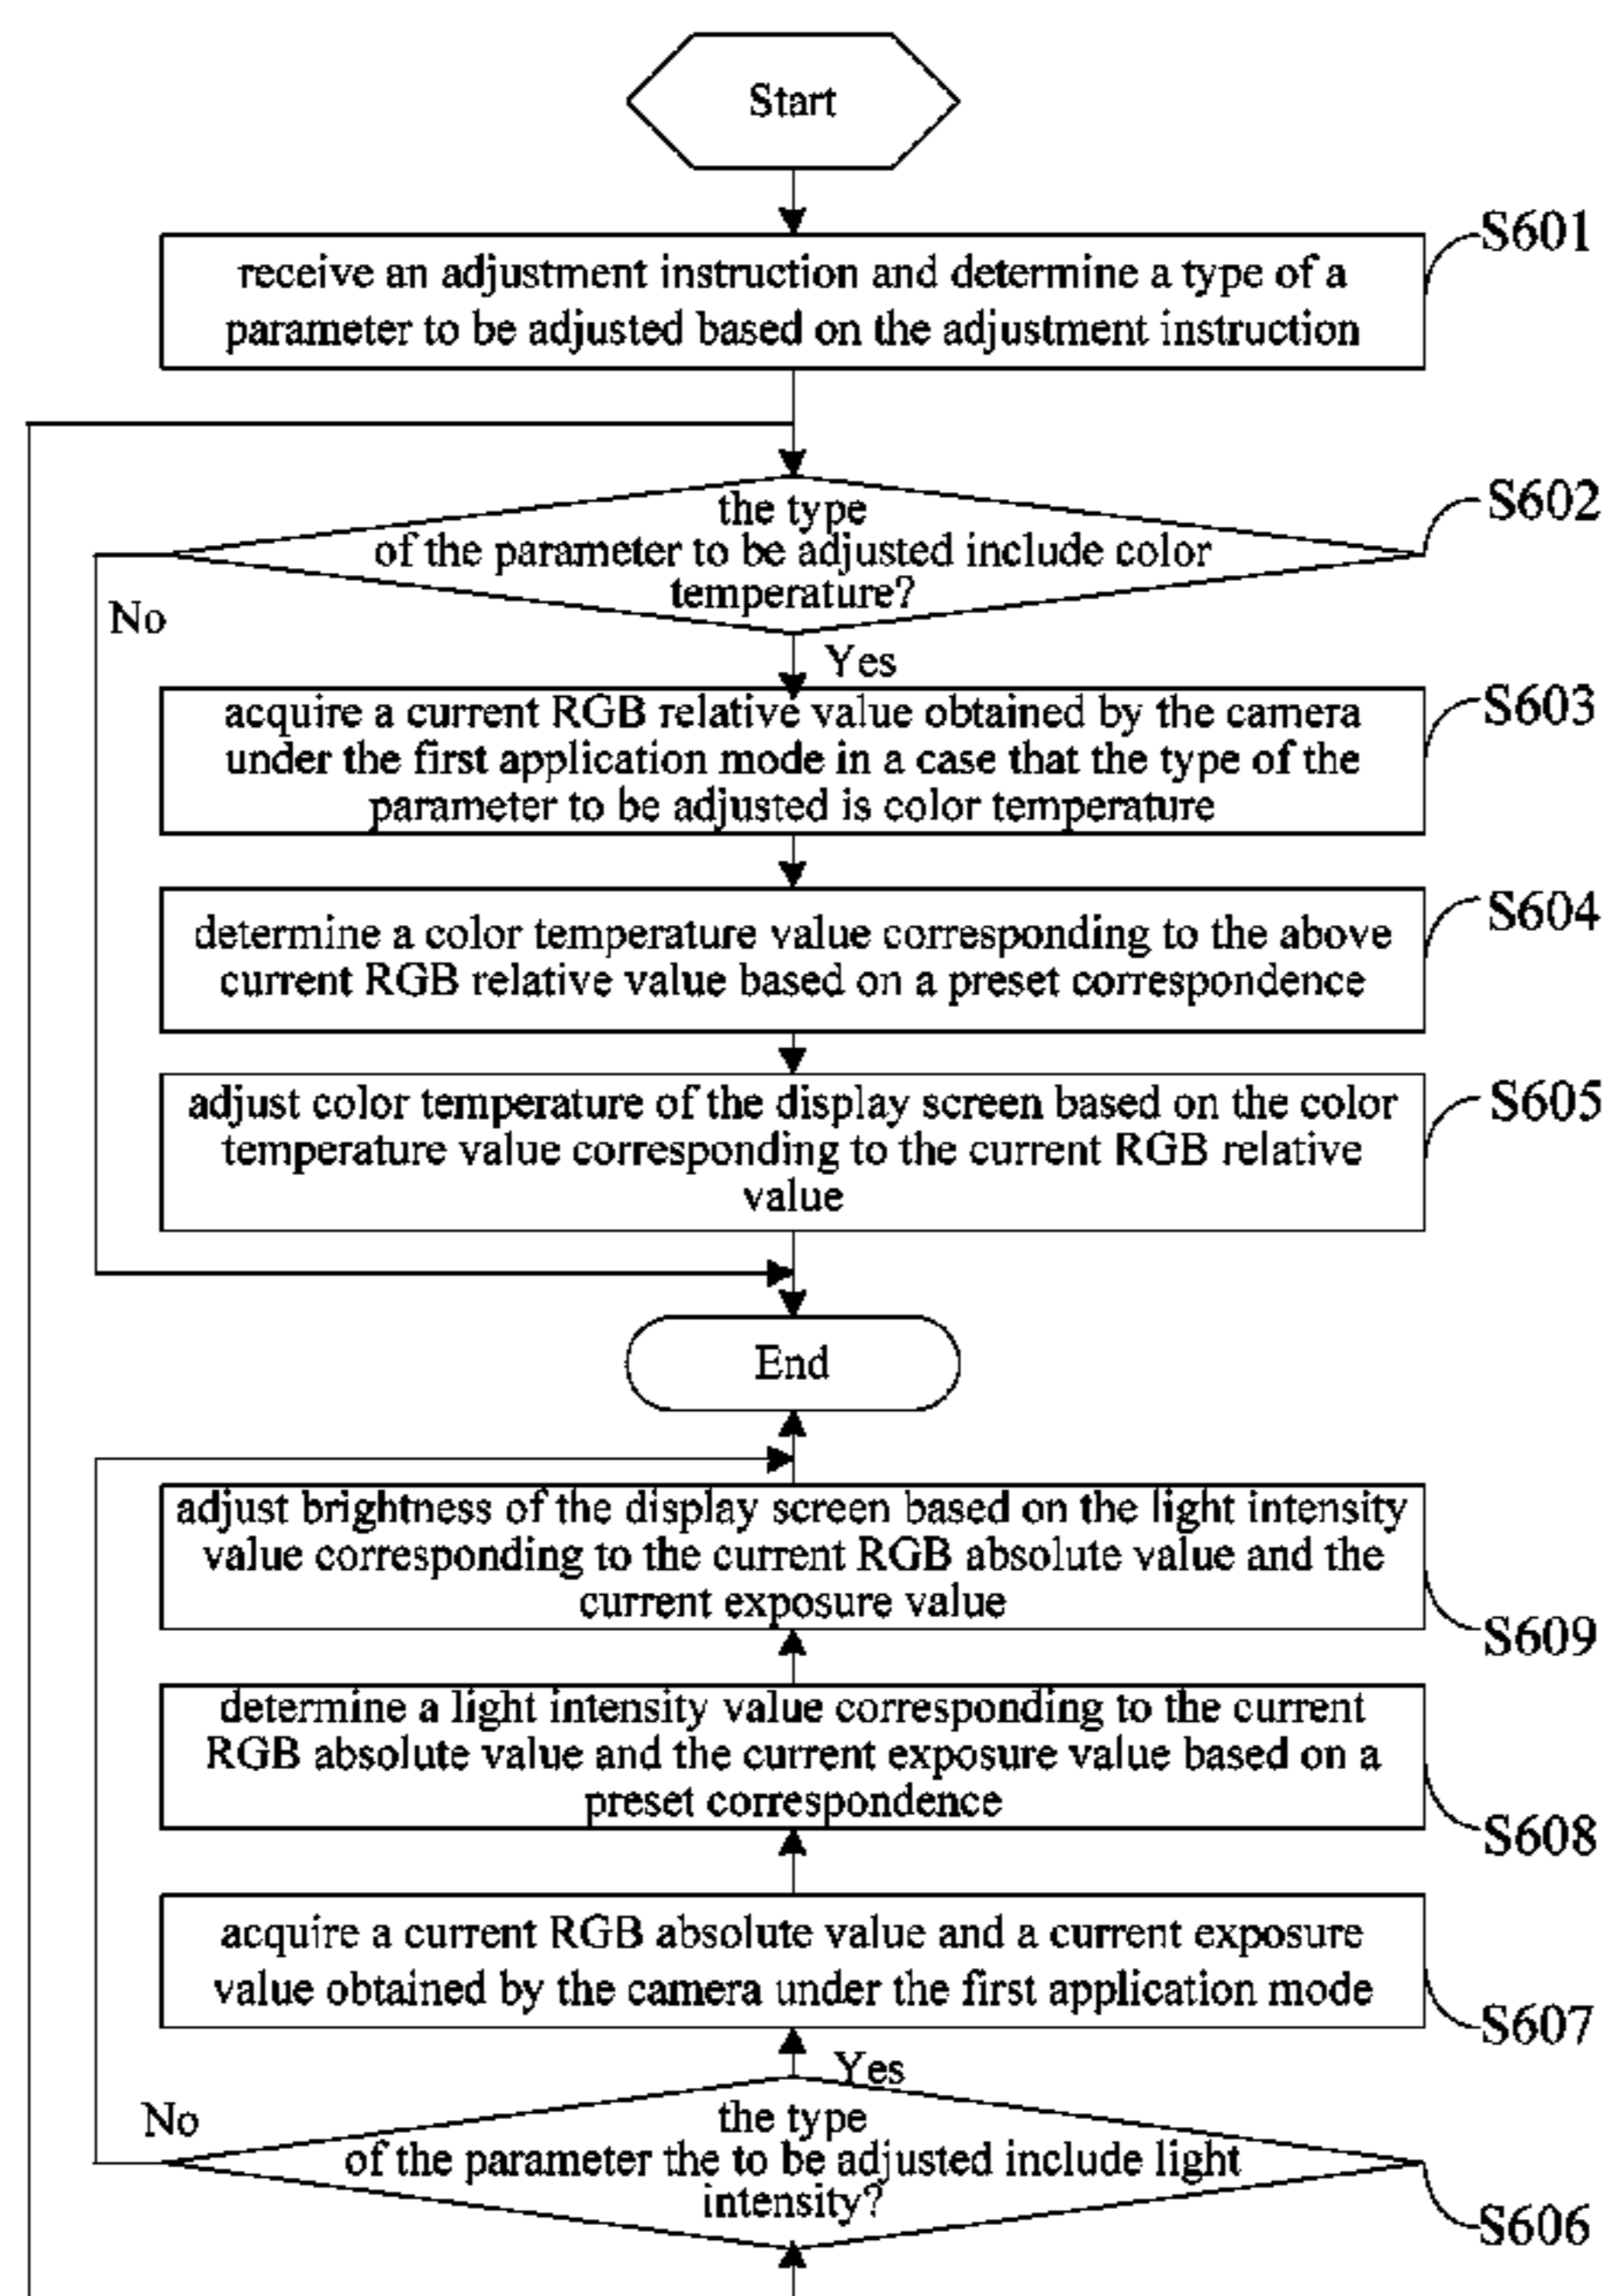 Start
S601
receive an adjustment instruction and determine a type of a
parameter to be adjusted based on the adjustment instruction
S602
the type
of the parameter to be adjusted include color
temperature?
No
Yes
S603
acquire a current RGB relative value obtained by the camera
under the first application mode in a case that the type of the
parameter to be adjusted is color temperature
S604
determine a color temperature value corresponding to the above
current RGB relative value based on a preset correspondence
S605
adjust color temperature of the display screen based on the color
temperature value corresponding to the current RGB relative
value
End
adjust brightness of the display screen based on the light intensity
value corresponding to the current RGB absolute value and the
current exposure value
S609
determine a light intensity value corresponding to the current
RGB absolute value and the current exposure value based on a
preset correspondence
S608
acquire a current RGB absolute value and a current exposure
value obtained by the camera under the first application mode
S607
Yes
No
the type
of the parameter the to be adjusted include light
intensity?
S606